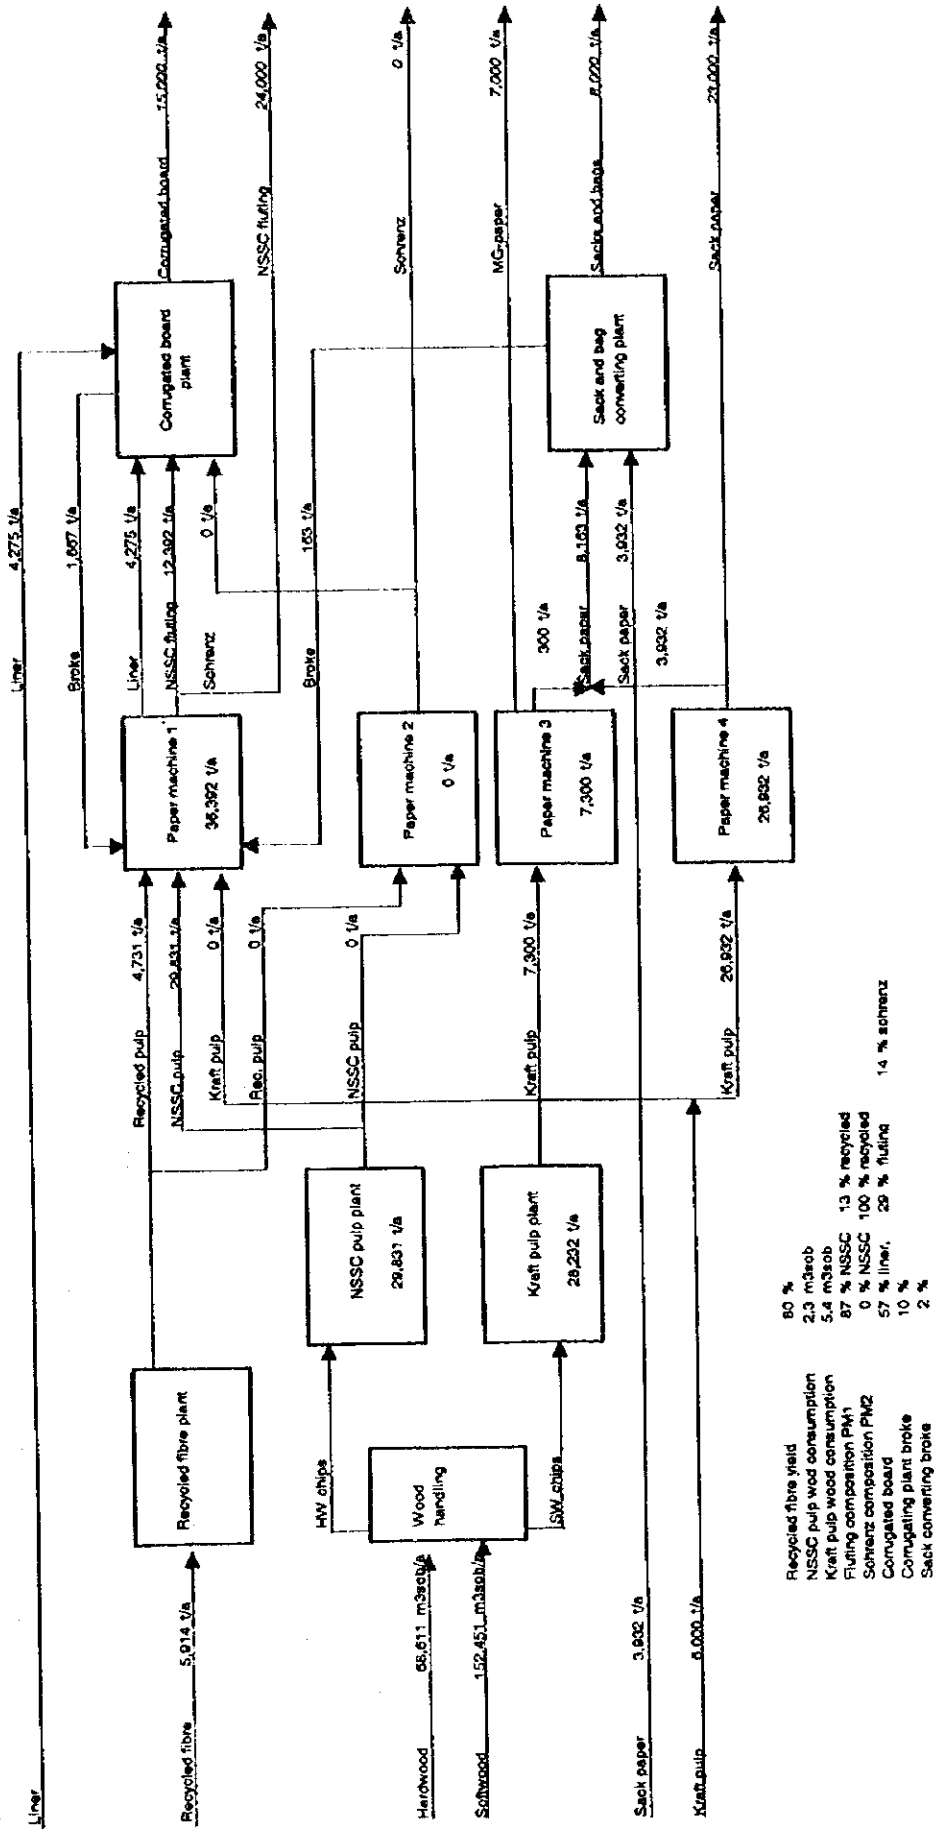 Liner
Liner
4,275 t/a
Broke
1,667 t/a
Liner
4,275 t/a
NSSC fluting
12,392 t/a
Schrenz
0 t/a
Corrugated board
plant
Corrugated board
15,000 t/a
NSSC fluting
24,000 t/a
Recycled fibre
5,914 t/a
Recycled fibre plant
Recycled pulp
4,731 t/a
NSSC pulp
29,831 t/a
Kraft pulp
0 t/a
Rec. pulp
0 t/a
Paper machine 1
36,392 t/a
Broke
163 t/a
Hardwood
68,611 m3sob/a
Softwood
152,451 m3sob/a
Wood
handling
HW chips
SW chips
NSSC pulp plant
29,831 t/a
Kraft pulp plant
28,232 t/a
NSSC pulp
0 t/a
Kraft pulp
7,300 t/a
Paper machine 2
0 t/a
Schrenz
0 t/a
Paper machine 3
7,300 t/a
MG-paper
7,000 t/a
300 t/a
Sack paper
8,163 t/a
Sack paper
3,932 t/a
3,932 t/a
Sack and bag
converting plant
Sacks and bags
8,000 t/a
Sack paper
3,932 t/a
Kraft pulp
6,000 t/a
Kraft pulp
26,932 t/a
Paper machine 4
26,932 t/a
Sack paper
23,000 t/a
Recycled fibre yield 80 %
NSSC pulp wod consumption 2.3 m3sob
Kraft pulp wood consumption 5.4 m3sob
Fluting composition PM1 87 % NSSC 13 % recycled
Schrenz composition PM2 0 % NSSC 100 % recycled
Corrugated board 57 % liner, 29 % fluting 14 % schrenz
Corrugating plant broke 10 %
Sack converting broke 2 %